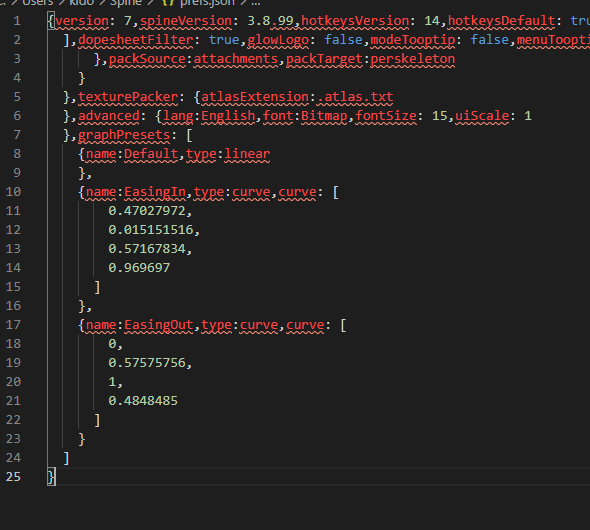 Users > kido > Spine > {} prefs.json > ...
1 {version: 7,spineVersion: 3.8.99,hotkeysVersion: 14,hotkeysDefault: tru
2 ],dopesheetFilter: true,glowLogo: false,modeTooptip: false,menuToopti
3 },packSource:attachments,packTarget:perskeleton
4 }
5 },texturePacker: {atlasExtension:.atlas.txt
6 },advanced: {lang:English,font:Bitmap,fontSize: 15,uiScale: 1
7 },graphPresets: [
8 {name:Default,type:linear
9 },
10 {name:EasingIn,type:curve,curve: [
11 0.47027972,
12 0.015151516,
13 0.57167834,
14 0.969697
15 ]
16 },
17 {name:EasingOut,type:curve,curve: [
18 0,
19 0.57575756,
20 1,
21 0.4848485
22 ]
23 }
24 ]
25 }